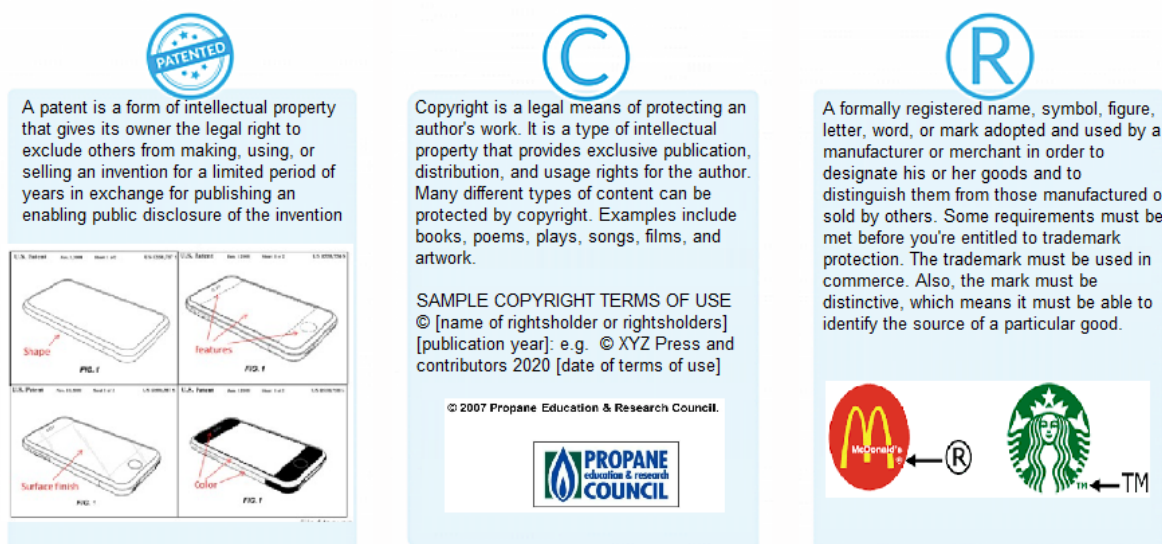 PATENTED
A patent is a form of intellectual property
that gives its owner the legal right to
exclude others from making, using, or
selling an invention for a limited period of
years in exchange for publishing an
enabling public disclosure of the invention
U.S. Patent
U.S. Patent
Shape
FIG. 1
Features
FIG. 1
U.S. Patent
U.S. Patent
Surface finish
FIG. 1
Color
FIG. 1
C
Copyright is a legal means of protecting an
author's work. It is a type of intellectual
property that provides exclusive publication,
distribution, and usage rights for the author.
Many different types of content can be
protected by copyright. Examples include
books, poems, plays, songs, films, and
artwork.
SAMPLE COPYRIGHT TERMS OF USE
© [name of rightsholder or rightsholders]
[publication year]: e.g. © XYZ Press and
contributors 2020 [date of terms of use]
© 2007 Propane Education & Research Council.
PROPANE
education & research
COUNCIL
R
A formally registered name, symbol, figure,
letter, word, or mark adopted and used by a
manufacturer or merchant in order to
designate his or her goods and to
distinguish them from those manufactured o
sold by others. Some requirements must be
met before you're entitled to trademark
protection. The trademark must be used in
commerce. Also, the mark must be
distinctive, which means it must be able to
identify the source of a particular good.
McDonald's
®
®
TM
TM